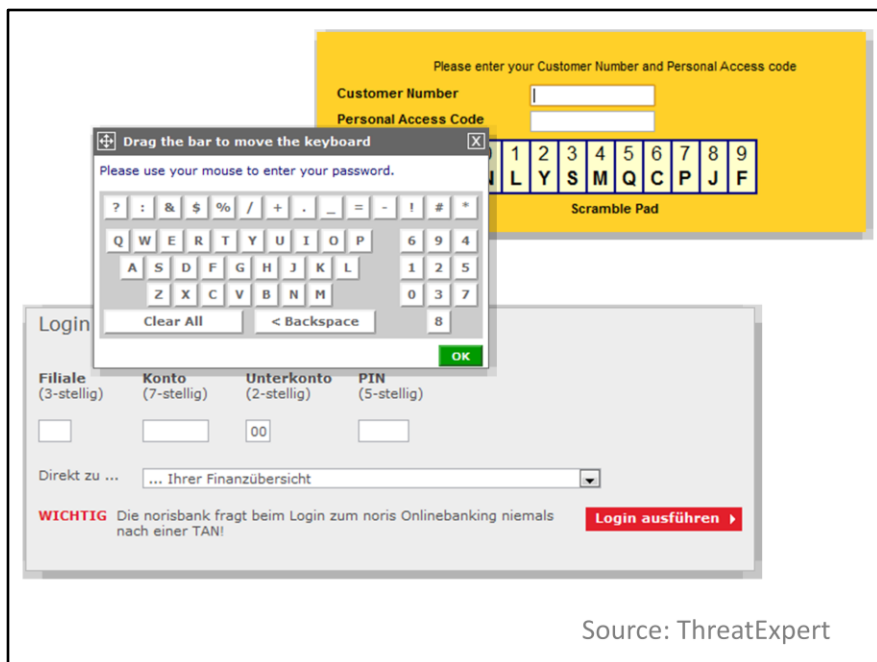 Please enter your Customer Number and Personal Access code
Customer Number
Personal Access Code
1 2 3 4 5 6 7 8 9
L Y S M Q C P J F
Scramble Pad
Drag the bar to move the keyboard X
Please use your mouse to enter your password.
? : & $ % / + . _ = - ! # *
Q W E R T Y U I O P 6 9 4
A S D F G H J K L 1 2 5
Z X C V B N M 0 3 7
Clear All < Backspace 8
OK
Login
Filiale Konto Unterkonto PIN
(3-stellig) (7-stellig) (2-stellig) (5-stellig)
00
Direkt zu ... ... Ihrer Finanzübersicht
WICHTIG Die norisbank fragt beim Login zum noris Onlinebanking niemals
nach einer TAN!
Login ausführen
Source: ThreatExpert